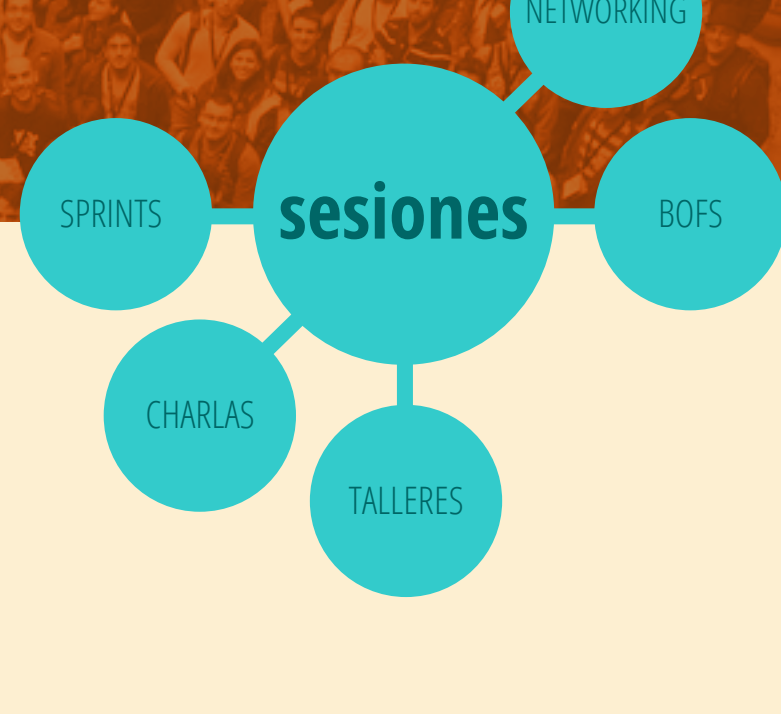 NETWORKING
SPRINTS
sesiones
BOFS
CHARLAS
TALLERES